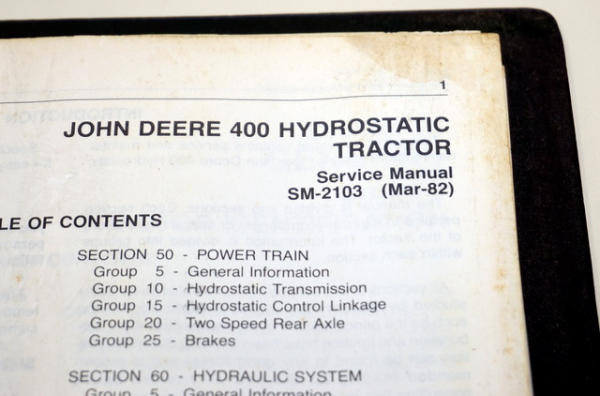 1
JOHN DEERE 400 HYDROSTATIC
TRACTOR
Service Manual
SM-2103 (Mar-82)
LE OF CONTENTS
SECTION 50 - POWER TRAIN
Group 5 - General Information
Group 10 - Hydrostatic Transmission
Group 15 - Hydrostatic Control Linkage
Group 20 - Two Speed Rear Axle
Group 25 - Brakes
SECTION 60 - HYDRAULIC SYSTEM
Group 5 - General Information